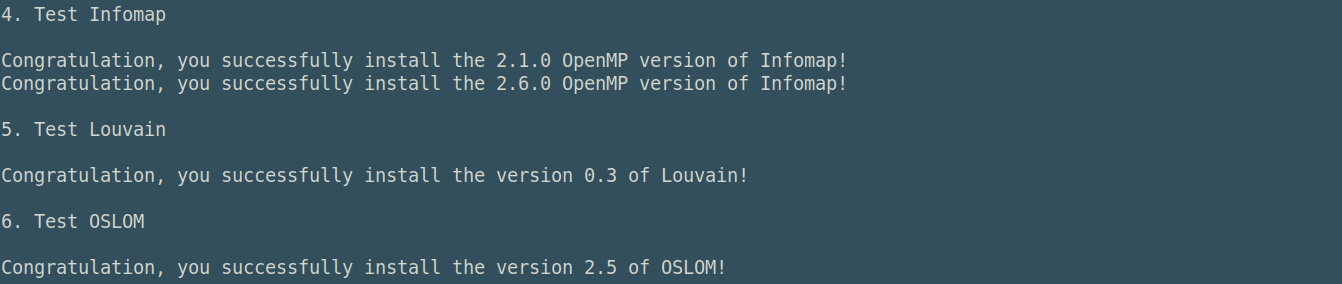 4. Test Infomap
Congratulation, you successfully install the 2.1.0 OpenMP version of Infomap!
Congratulation, you successfully install the 2.6.0 OpenMP version of Infomap!
5. Test Louvain
Congratulation, you successfully install the version 0.3 of Louvain!
6. Test OSLOM
Congratulation, you successfully install the version 2.5 of OSLOM!